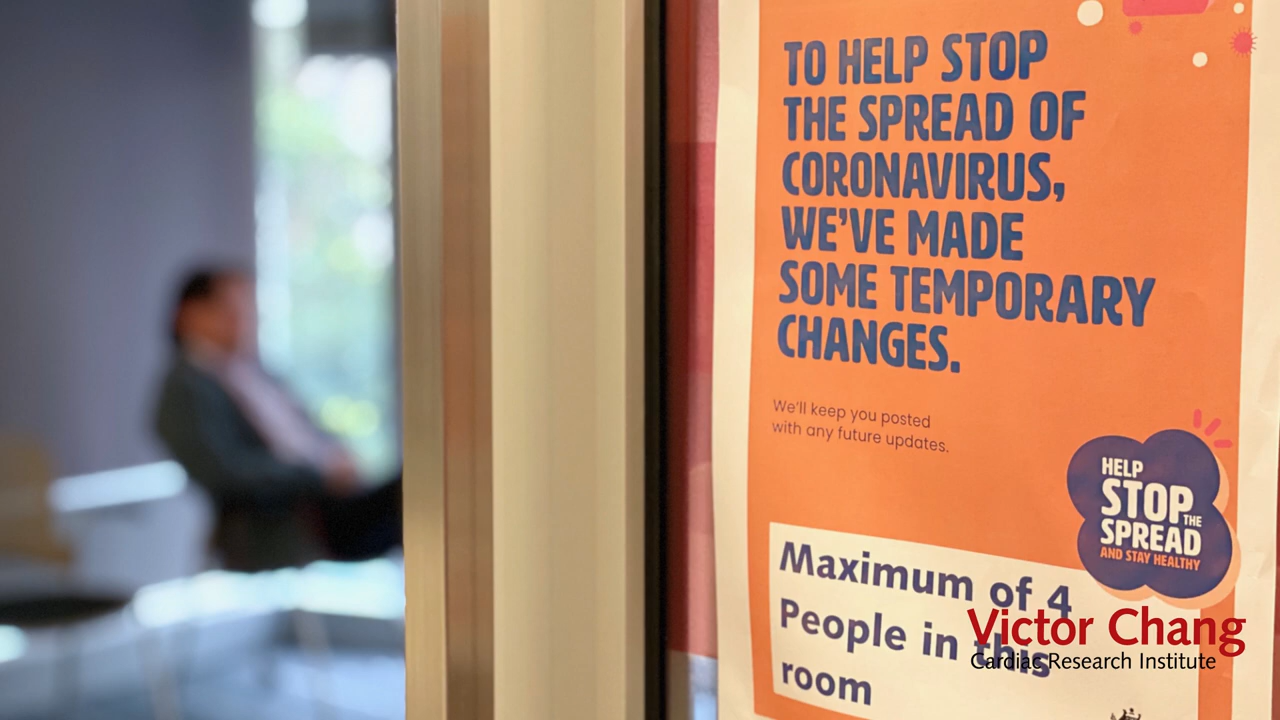 TO HELP STOP
THE SPREAD OF
CORONAVIRUS,
WE'VE MADE
SOME TEMPORARY
CHANGES.
We'll keep you posted
with any future updates.
HELP
STOP THE
SPREAD
AND STAY HEALTHY
Maximum of 4
People in this
room
Victor Chang
Cardiac Research Institute